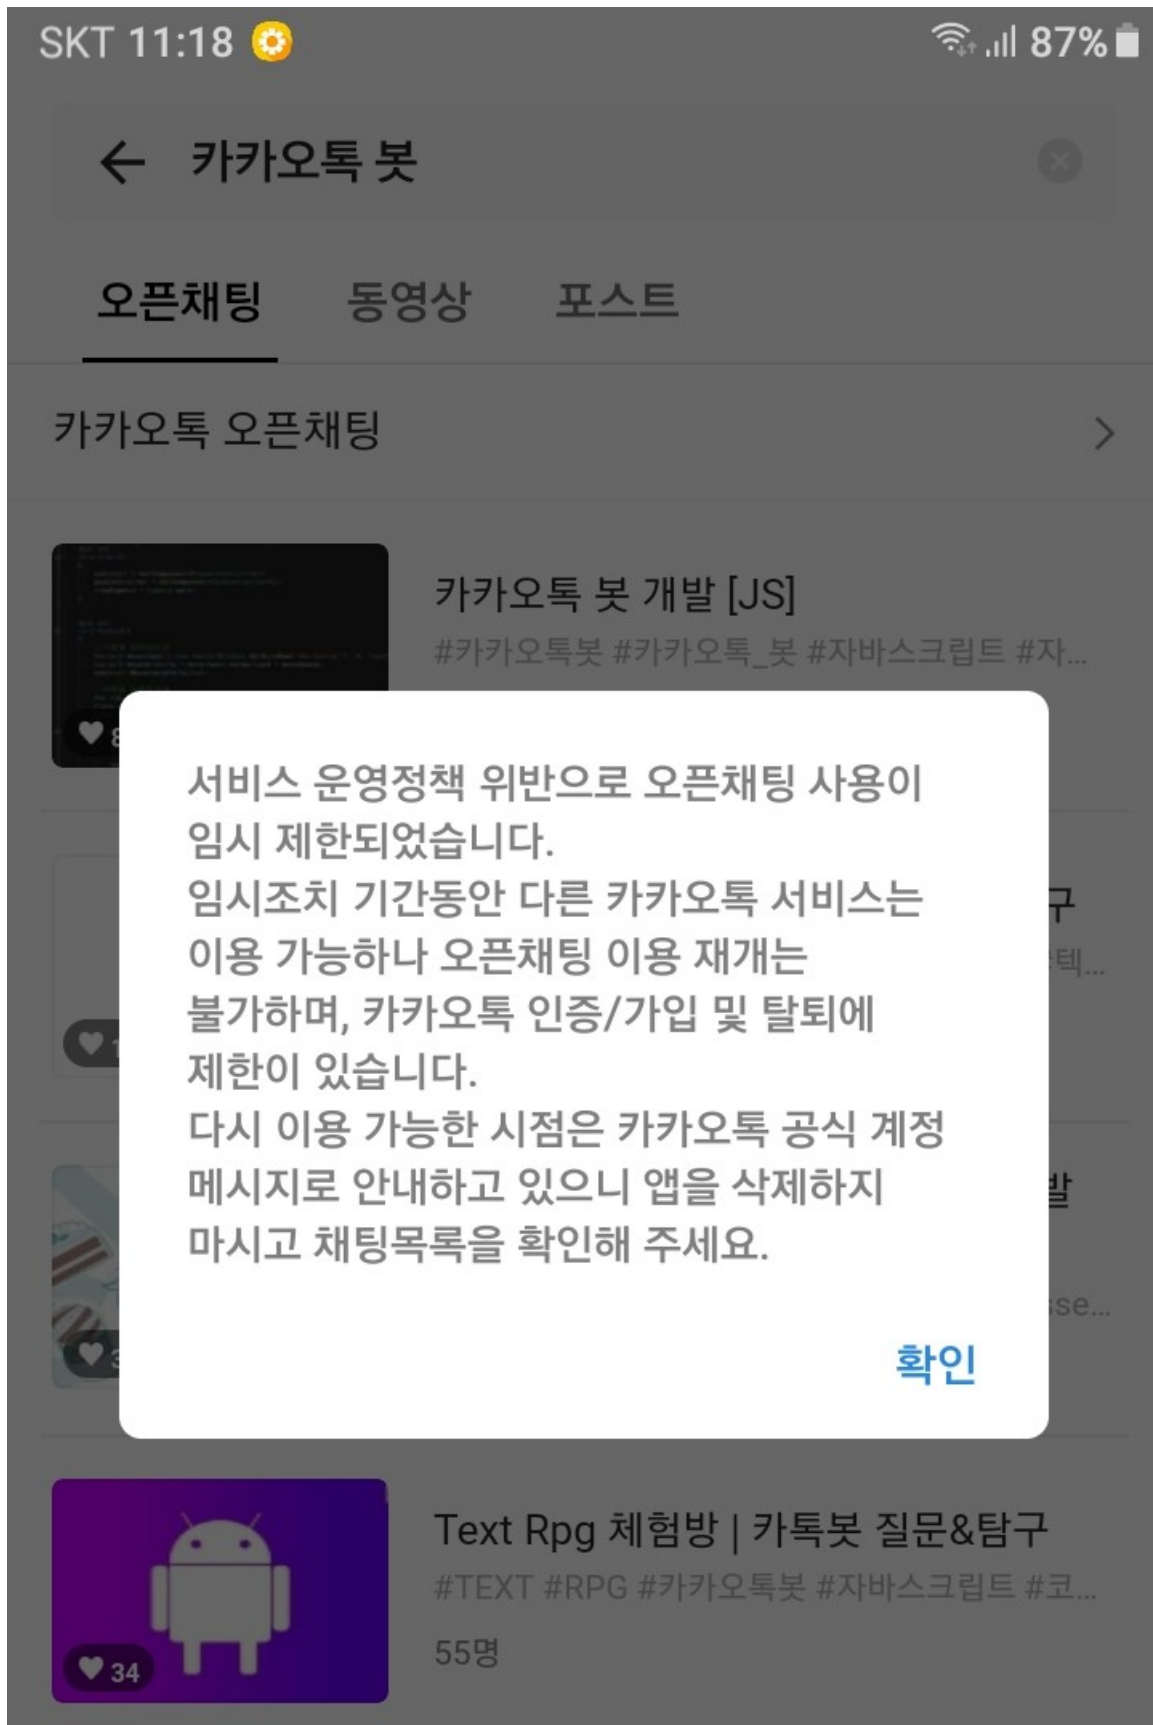 SKT 11:18 87%
카카오톡 봇
오픈채팅 동영상 포스트
카카오톡 오픈채팅
카카오톡 봇 개발 [JS]
#카카오톡봇 #카카오톡_봇 #자바스크립트 #자...
서비스 운영정책 위반으로 오픈채팅 사용이
임시 제한되었습니다.
임시조치 기간동안 다른 카카오톡 서비스는
이용 가능하나 오픈채팅 이용 재개는
불가하며, 카카오톡 인증/가입 및 탈퇴에
제한이 있습니다.
다시 이용 가능한 시점은 카카오톡 공식 계정
메시지로 안내하고 있으니 앱을 삭제하지
마시고 채팅목록을 확인해 주세요.
확인
Text Rpg 체험방 | 카톡봇 질문&탐구
#TEXT #RPG #카카오톡봇 #자바스크립트 #코...
34
55명